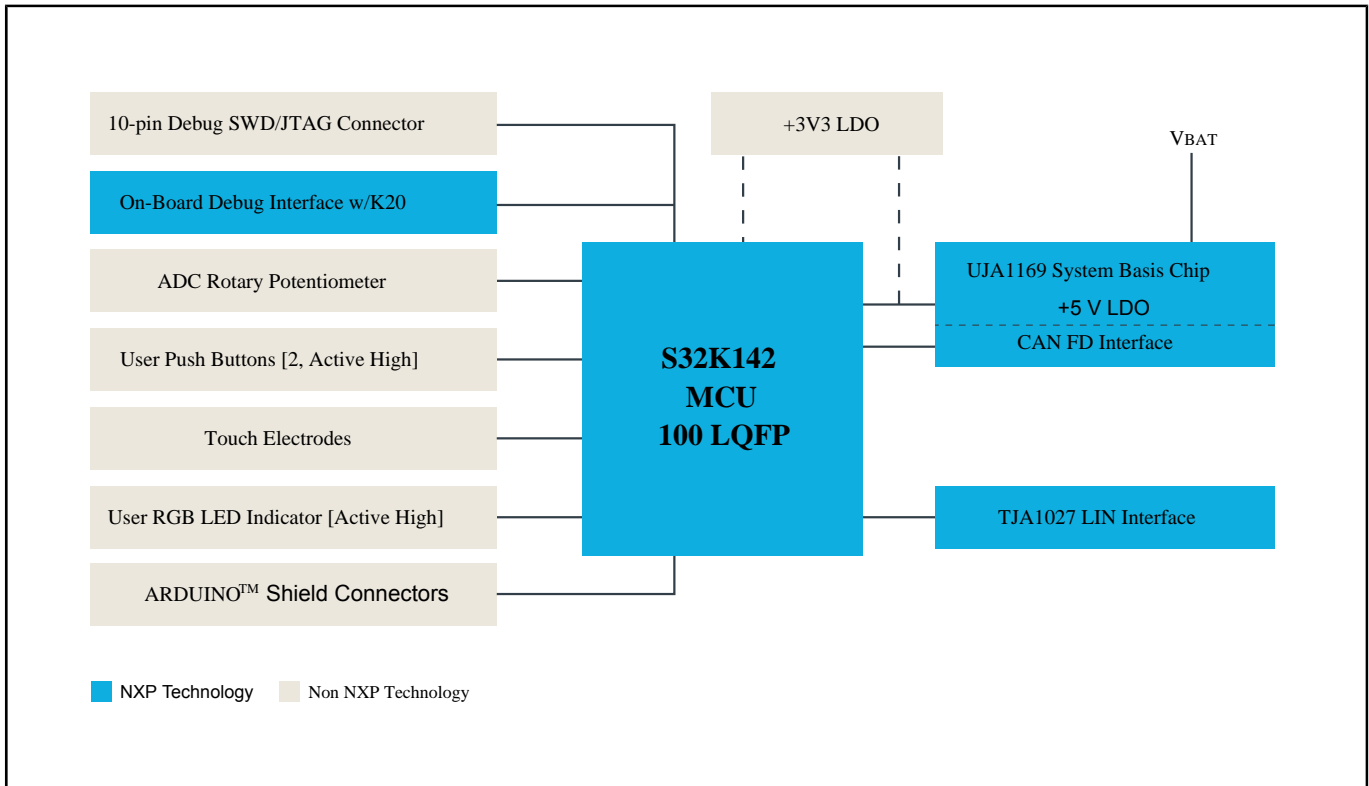 10-pin Debug SWD/JTAG Connector
+3V3 LDO
VBAT
On-Board Debug Interface w/K20
ADC Rotary Potentiometer
UJA1169 System Basis Chip
+5 V LDO
CAN FD Interface
User Push Buttons [2, Active High]
S32K142
MCU
100 LQFP
Touch Electrodes
User RGB LED Indicator [Active High]
TJA1027 LIN Interface
ARDUINO™ Shield Connectors
NXP Technology
Non NXP Technology